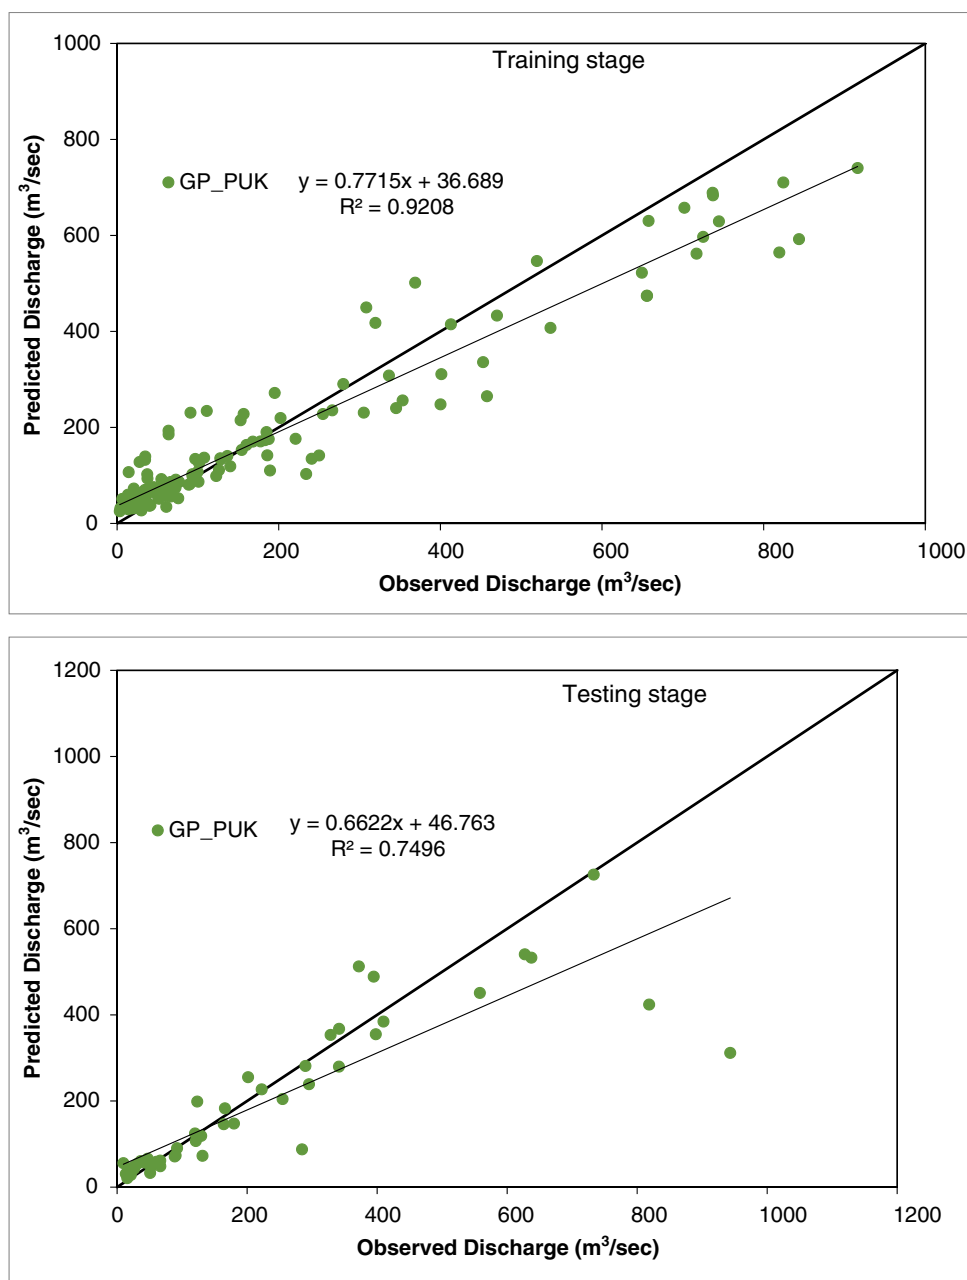 Training stage
1000
800
600
400
200
0
Predicted Discharge (m³/sec)
GP_PUK
y = 0.7715x + 36.689
R² = 0.9208
0 200 400 600 800 1000
Observed Discharge (m³/sec)
Testing stage
1200
1000
800
600
400
200
0
Predicted Discharge (m³/sec)
GP_PUK
y = 0.6622x + 46.763
R² = 0.7496
0 200 400 600 800 1000 1200
Observed Discharge (m³/sec)